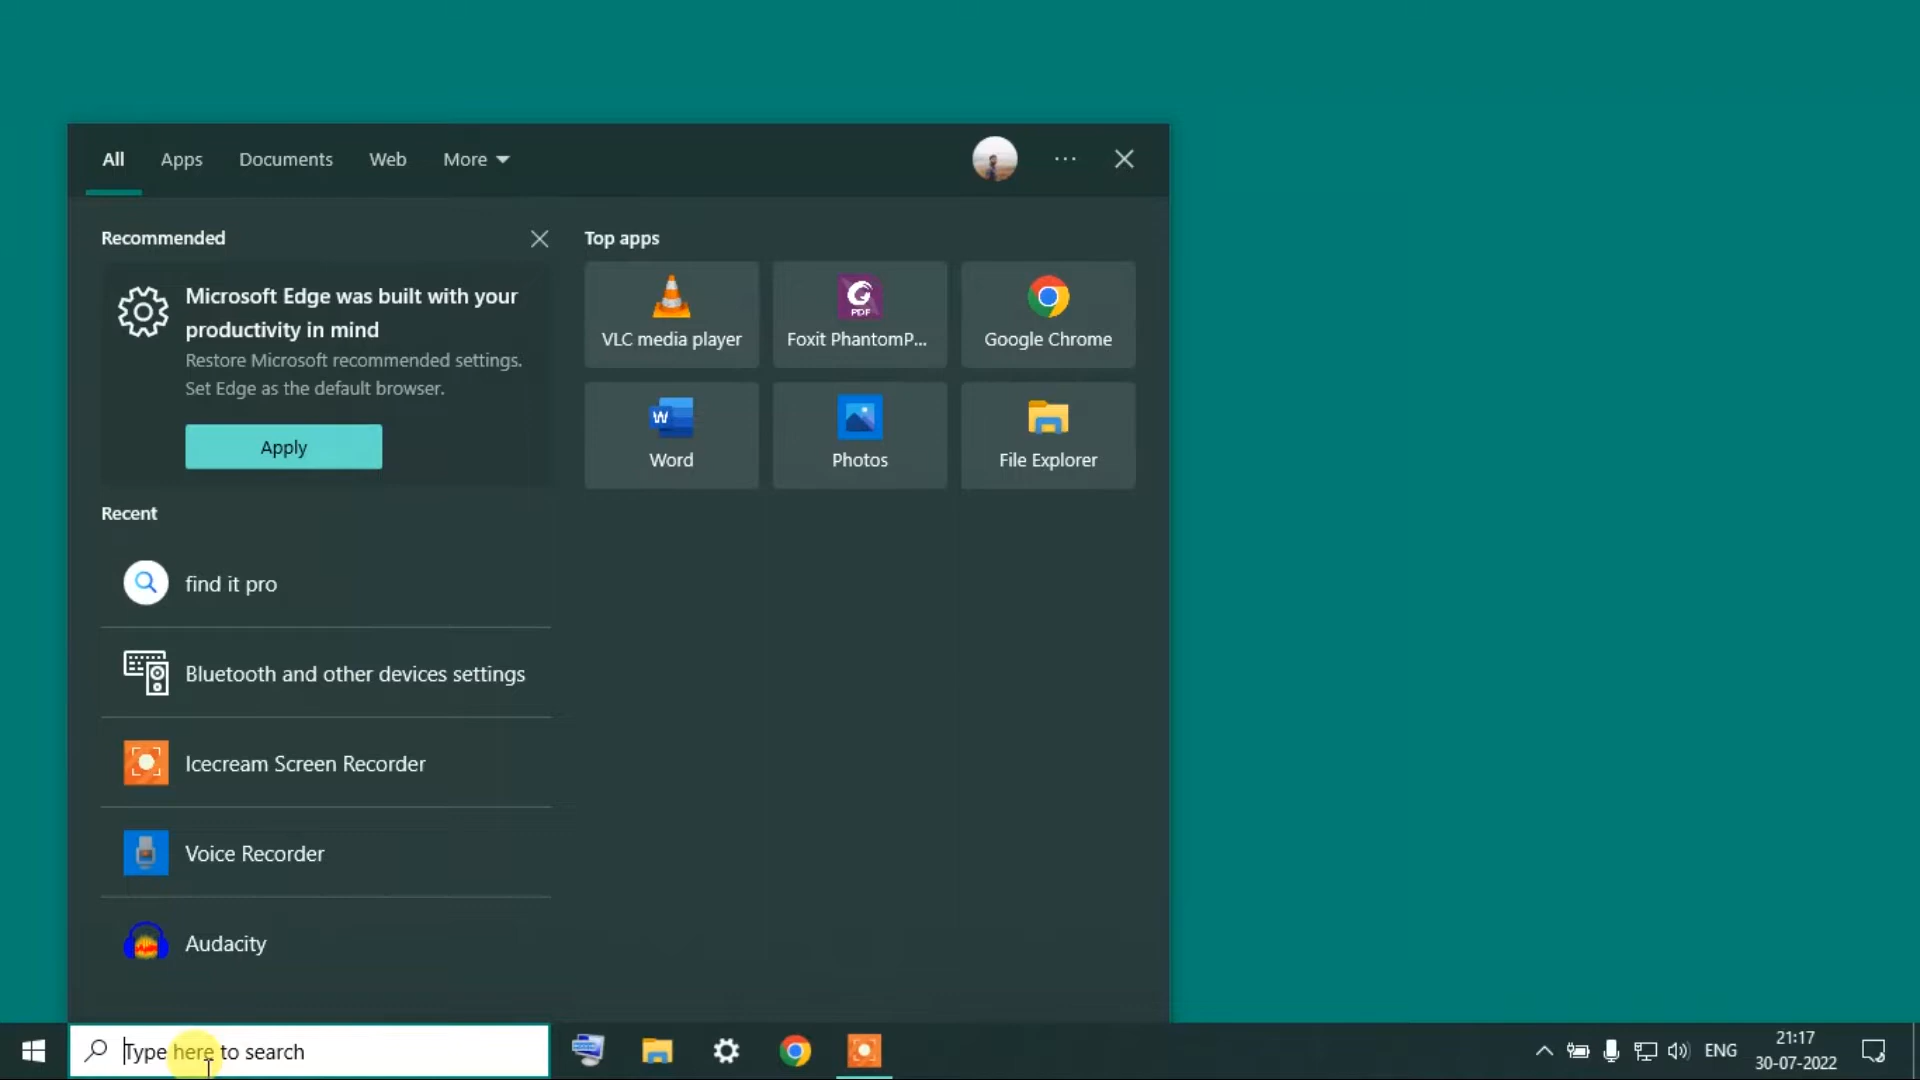 All
Apps
Documents
Web
More
Recommended
Microsoft Edge was built with your
productivity in mind
Restore Microsoft recommended settings.
Set Edge as the default browser.
Apply
Top apps
VLC media player
PDF
Foxit PhantomP...
Google Chrome
W
Word
Photos
File Explorer
Recent
find it pro
Bluetooth and other devices settings
Icecream Screen Recorder
Voice Recorder
Audacity
Type here to search
ENG
21:17
30-07-2022